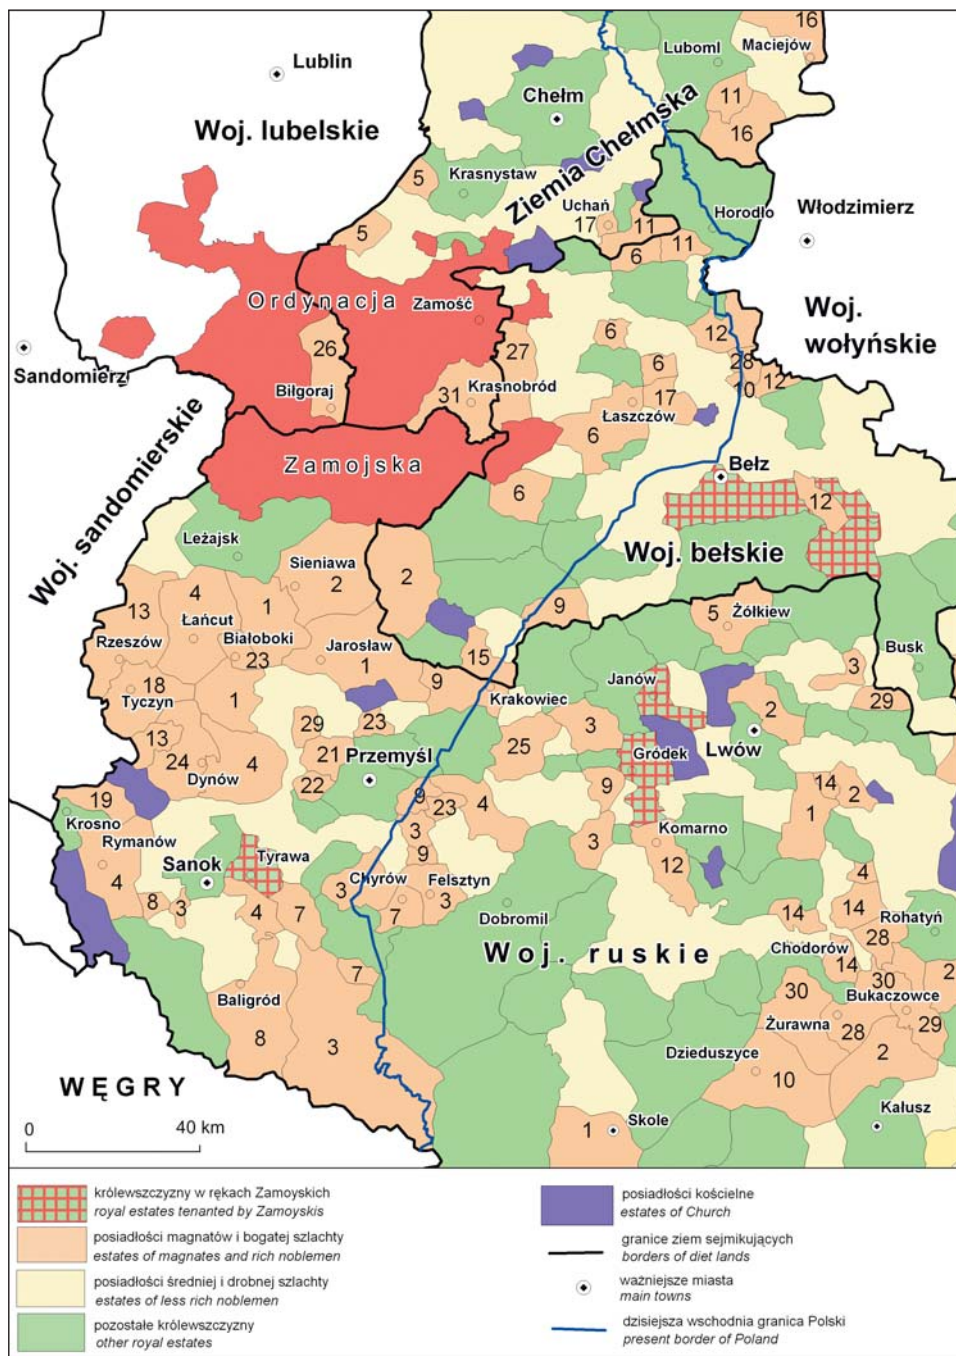 16
Luboml
Maciejów
Lublin
Chełm
11
Woj. lubelskie
16
Ziemia Chełmska
5
Krasnystaw
Uchań
17
11
Horodło
Włodzimierz
5
6
11
Ordynacja
Zamość
Woj.
wołyńskie
26
27
6
12
28
Sandomierz
6
10
12
Biłgoraj
31
Krasnobród
17
Łaszczów
6
Zamojska
Bełz
Woj. sandomierskie
6
12
Leżajsk
Woj. bełskie
Sieniawa
2
2
4
1
13
9
5
Żółkiew
Łańcut
Rzeszów
Białoboki
Jarosław
23
1
15
Busk
3
18
Tyczyn
1
9
Janów
Krakowiec
29
29
23
3
2
13
21
Przemyśl
25
Gródek
Lwów
24
4
Dynów
22
9
14
2
19
9
23
4
Krosno
3
1
Rymanów
3
Komarno
9
Tyrawa
Sanok
Chyrów
Felsztyn
12
4
4
8
3
3
3
14
4
7
7
Dobromil
14
Rohatyń
28
Woj. ruskie
Chodorów
14
7
30
30
2
Baligród
Bukaczowce
Żurawna
28
29
8
3
Dzieduszyce
2
10
WĘGRY
Kałusz
0
40 km
1
Skole
królewszczyzny w rękach Zamoyskich
royal estates tenanted by Zamoyskis
posiadłości magnatów i bogatej szlachty
estates of magnates and rich noblemen
posiadłości średniej i drobnej szlachty
estates of less rich noblemen
pozostałe królewszczyzny
other royal estates
posiadłości kościelne
estates of Church
granice ziem sejmikujących
borders of diet lands
ważniejsze miasta
main towns
dzisiejsza wschodnia granica Polski
present border of Poland